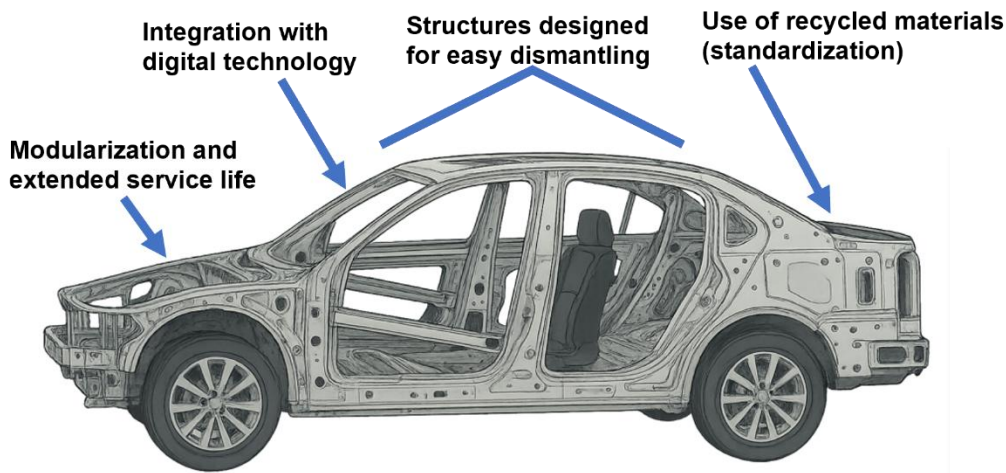 Modularization and
extended service life
Integration with
digital technology
Structures designed
for easy dismantling
Use of recycled materials
(standardization)